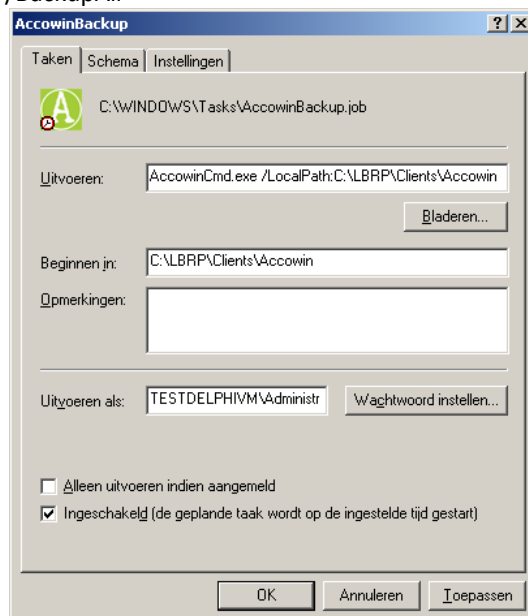 /Backup:…
AccowinBackup
Taken Schema Instellingen
C:\WINDOWS\Tasks\AccowinBackup.job
Uitvoeren: AccowinCmd.exe /LocalPath:C:\LBRP\Clients\Accowin
Bladeren...
Beginnen in: C:\LBRP\Clients\Accowin
Opmerkingen:
Uitvoeren als: TESTDELPHIVM\Administr Wachtwoord instellen...
Alleen uitvoeren indien aangemeld
Ingeschakeld (de geplande taak wordt op de ingestelde tijd gestart)
OK Annuleren Toepassen